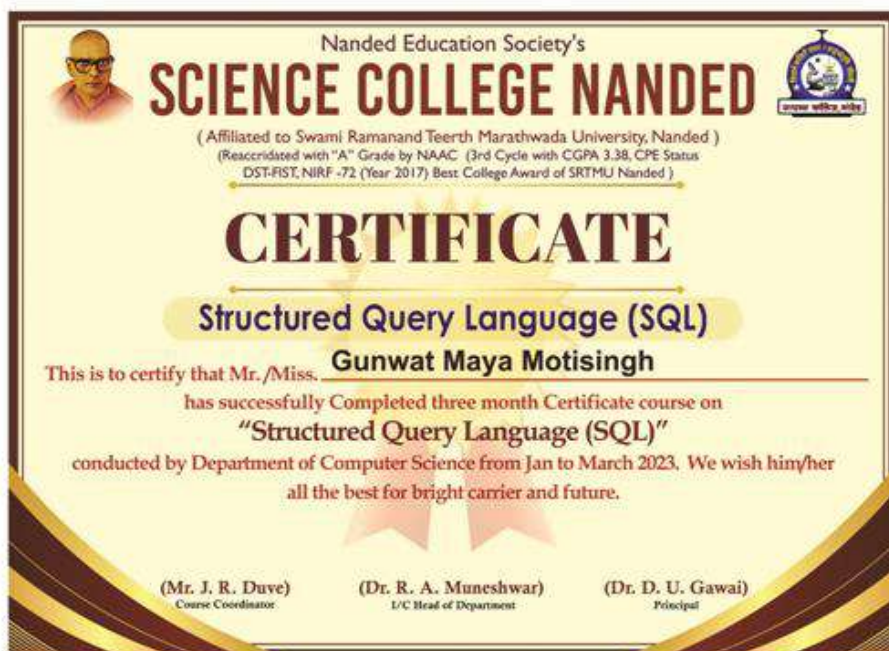 Nanded Education Society's
SCIENCE COLLEGE NANDED
( Affiliated to Swami Ramanand Teerth Marathwada University, Nanded )
(Reaccridated with "A" Grade by NAAC (3rd Cycle with CGPA 3.38, CPE Status
DST-FIST, NIRF -72 (Year 2017) Best College Award of SRTMU Nanded )
CERTIFICATE
Structured Query Language (SQL)
This is to certify that Mr. /Miss. Gunwat Maya Motisingh
has successfully Completed three month Certificate course on
“Structured Query Language (SQL)”
conducted by Department of Computer Science from Jan to March 2023. We wish him/her
all the best for bright carrier and future.
(Mr. J. R. Duve) (Dr. R. A. Muneshwar) (Dr. D. U. Gawai)
Course Coordinator I/C Head of Department Principal